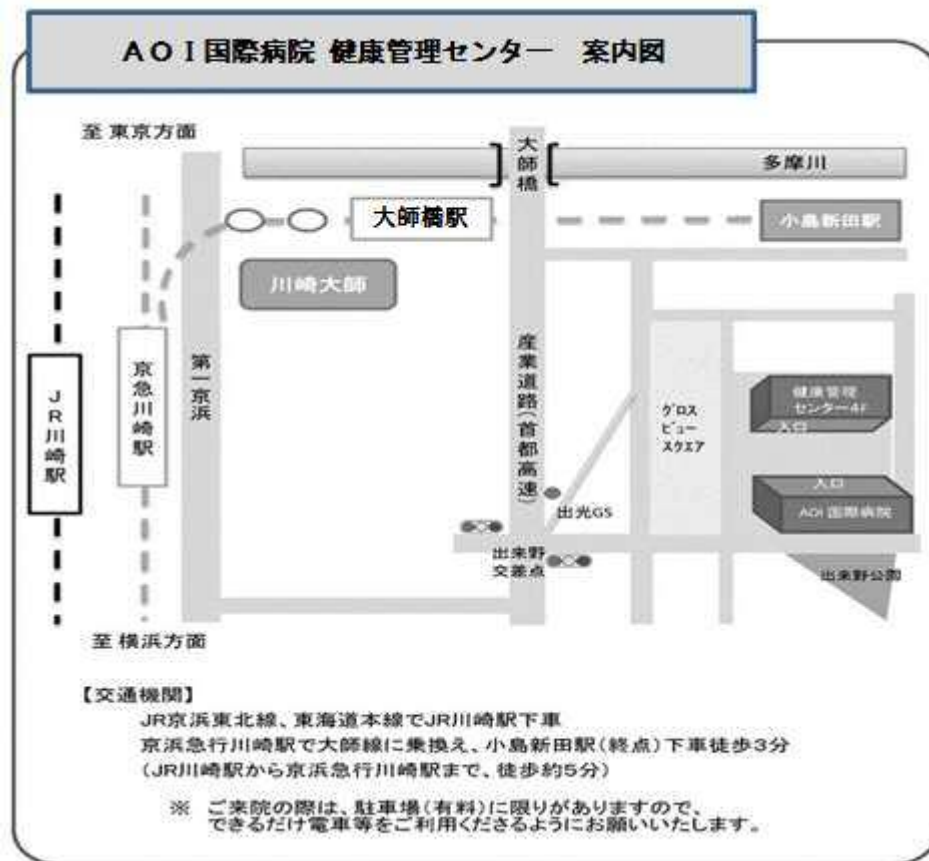 AOI国際病院 健康管理センター 案内図
至 東京方面
大師橋
多摩川
大師橋駅
小島新田駅
川崎大師
JR川崎駅
京急川崎駅
第一京浜
産業道路(首都高速)
グロス
ビュー
スクエア
健康管理
センター4F
入口
入口
AOI 国際病院
出光GS
出来野
交差点
出来野公園
至 横浜方面
【交通機関】
JR京浜東北線、東海道本線でJR川崎駅下車
京浜急行川崎駅で大師線に乗換え、小島新田駅(終点)下車徒歩3分
(JR川崎駅から京浜急行川崎駅まで、徒歩約5分)
※ ご来院の際は、駐車場(有料)に限りがありますので、
できるだけ電車等をご利用くださるようにお願いいたします。